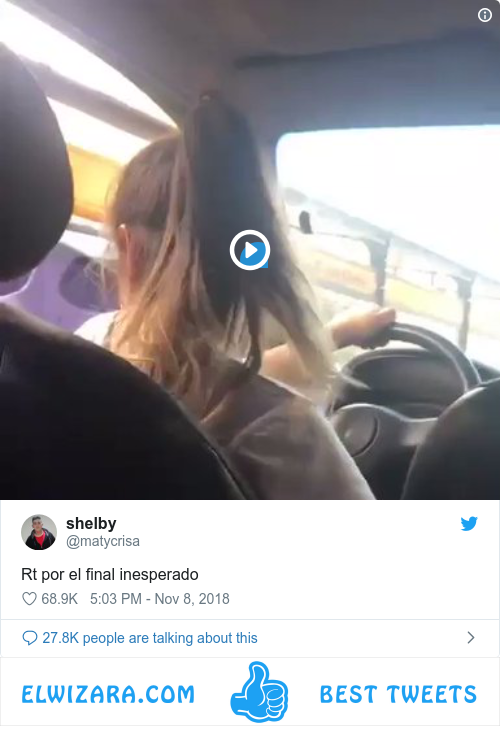 shelby
@matycrisa
Rt por el final inesperado
68.9K 5:03 PM - Nov 8, 2018
27.8K people are talking about this
ELWIZARA.COM BEST TWEETS